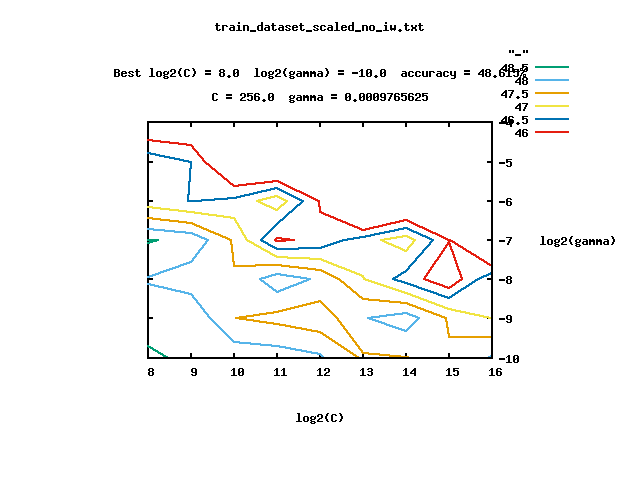 train_dataset_scaled_no_iw.txt
"-"
Best log2(C) = 8.0 log2(gamma) = -10.0 accuracy = 48.619%
48.5
48
C = 256.0 gamma = 0.0009765625
47.5
47
46.5
46
-4
-5
-6
-7
log2(gamma)
-8
-9
-10
8 9 10 11 12 13 14 15 16
log2(C)